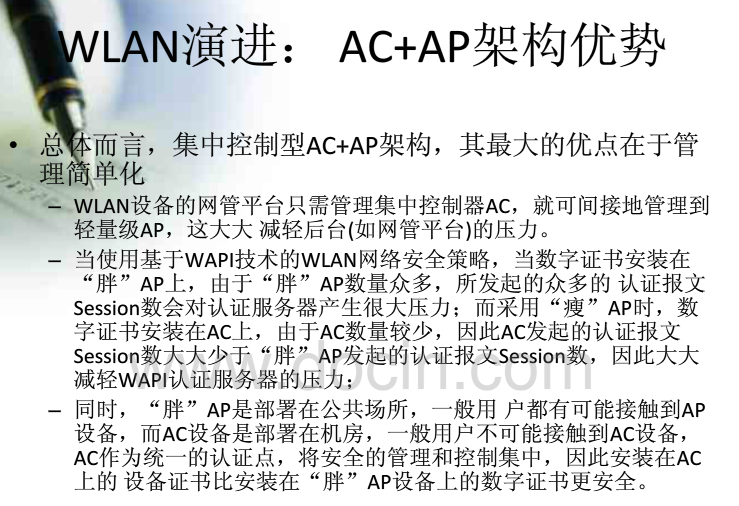 WLAN演进： AC+AP架构优势
• 总体而言，集中控制型AC+AP架构，其最大的优点在于管
理简单化
– WLAN设备的网管平台只需管理集中控制器AC，就可间接地管理到
轻量级AP，这大大 减轻后台(如网管平台)的压力。
– 当使用基于WAPI技术的WLAN网络安全策略，当数字证书安装在
“胖”AP上，由于“胖”AP数量众多，所发起的众多的 认证报文
Session数会对认证服务器产生很大压力；而采用“瘦”AP时，数
字证书安装在AC上，由于AC数量较少，因此AC发起的认证报文
Session数大大少于“胖”AP发起的认证报文Session数，因此大大
减轻WAPI认证服务器的压力；
– 同时，“胖”AP是部署在公共场所，一般用 户都有可能接触到AP
设备，而AC设备是部署在机房，一般用户不可能接触到AC设备，
AC作为统一的认证点，将安全的管理和控制集中，因此安装在AC
上的 设备证书比安装在“胖”AP设备上的数字证书更安全。
www.docin.com